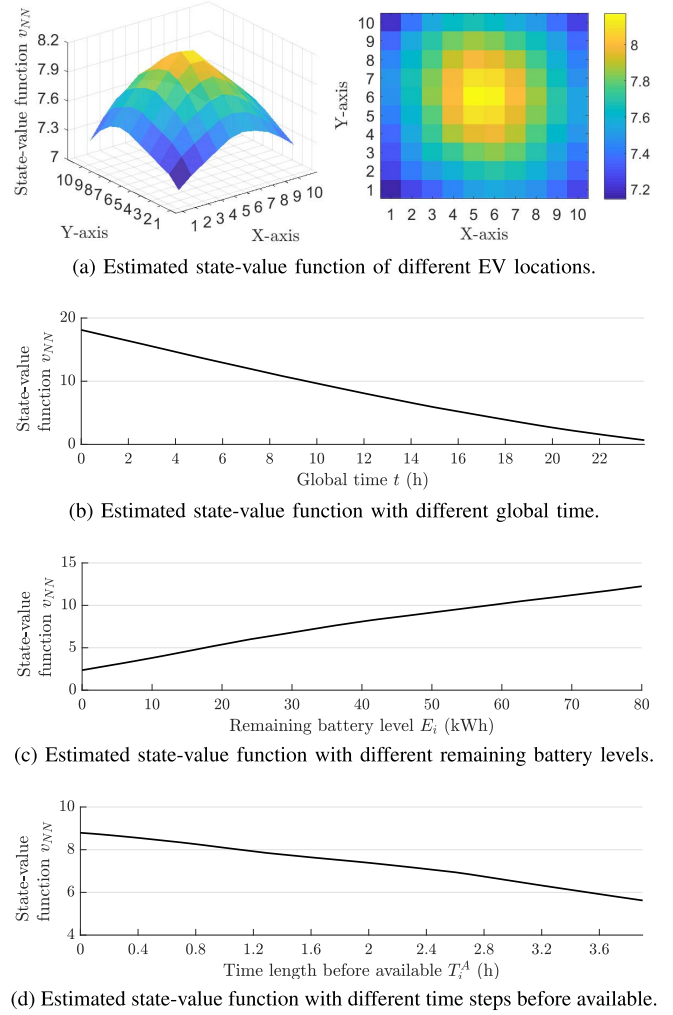 State-value function v_NN
8.2
7.9
7.6
7.3
7
10 9 8 7 6 5 4 3 2 1
1 2 3 4 5 6 7 8 9 10
Y-axis
X-axis
Y-axis
10
9
8
7
6
5
4
3
2
1
1 2 3 4 5 6 7 8 9 10
X-axis
8
7.8
7.6
7.4
7.2
(a) Estimated state-value function of different EV locations.
State-value
function v_NN
20
10
0
0 2 4 6 8 10 12 14 16 18 20 22
Global time t (h)
(b) Estimated state-value function with different global time.
State-value
function v_NN
15
10
5
0
0 10 20 30 40 50 60 70 80
Remaining battery level E_i (kWh)
(c) Estimated state-value function with different remaining battery levels.
State-value
function v_NN
10
8
6
4
0 0.4 0.8 1.2 1.6 2 2.4 2.8 3.2 3.6
Time length before available T_i^A (h)
(d) Estimated state-value function with different time steps before available.